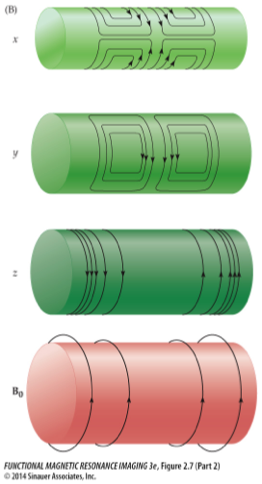 (B)
x
y
z
B₀
FUNCTIONAL MAGNETIC RESONANCE IMAGING 3e, Figure 2.7 (Part 2)
© 2014 Sinauer Associates, Inc.